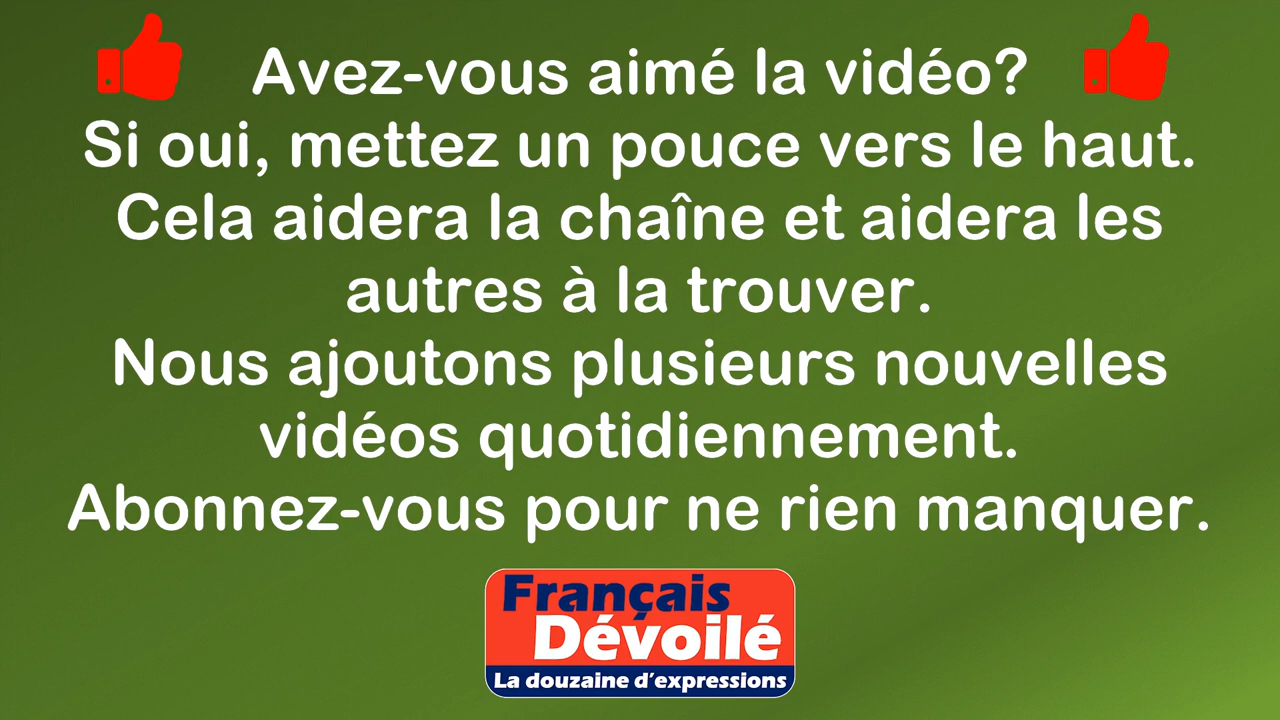 Avez-vous aimé la vidéo?
Si oui, mettez un pouce vers le haut.
Cela aidera la chaîne et aidera les
autres à la trouver.
Nous ajoutons plusieurs nouvelles
vidéos quotidiennement.
Abonnez-vous pour ne rien manquer.
Français
Dévoilé
La douzaine d'expressions